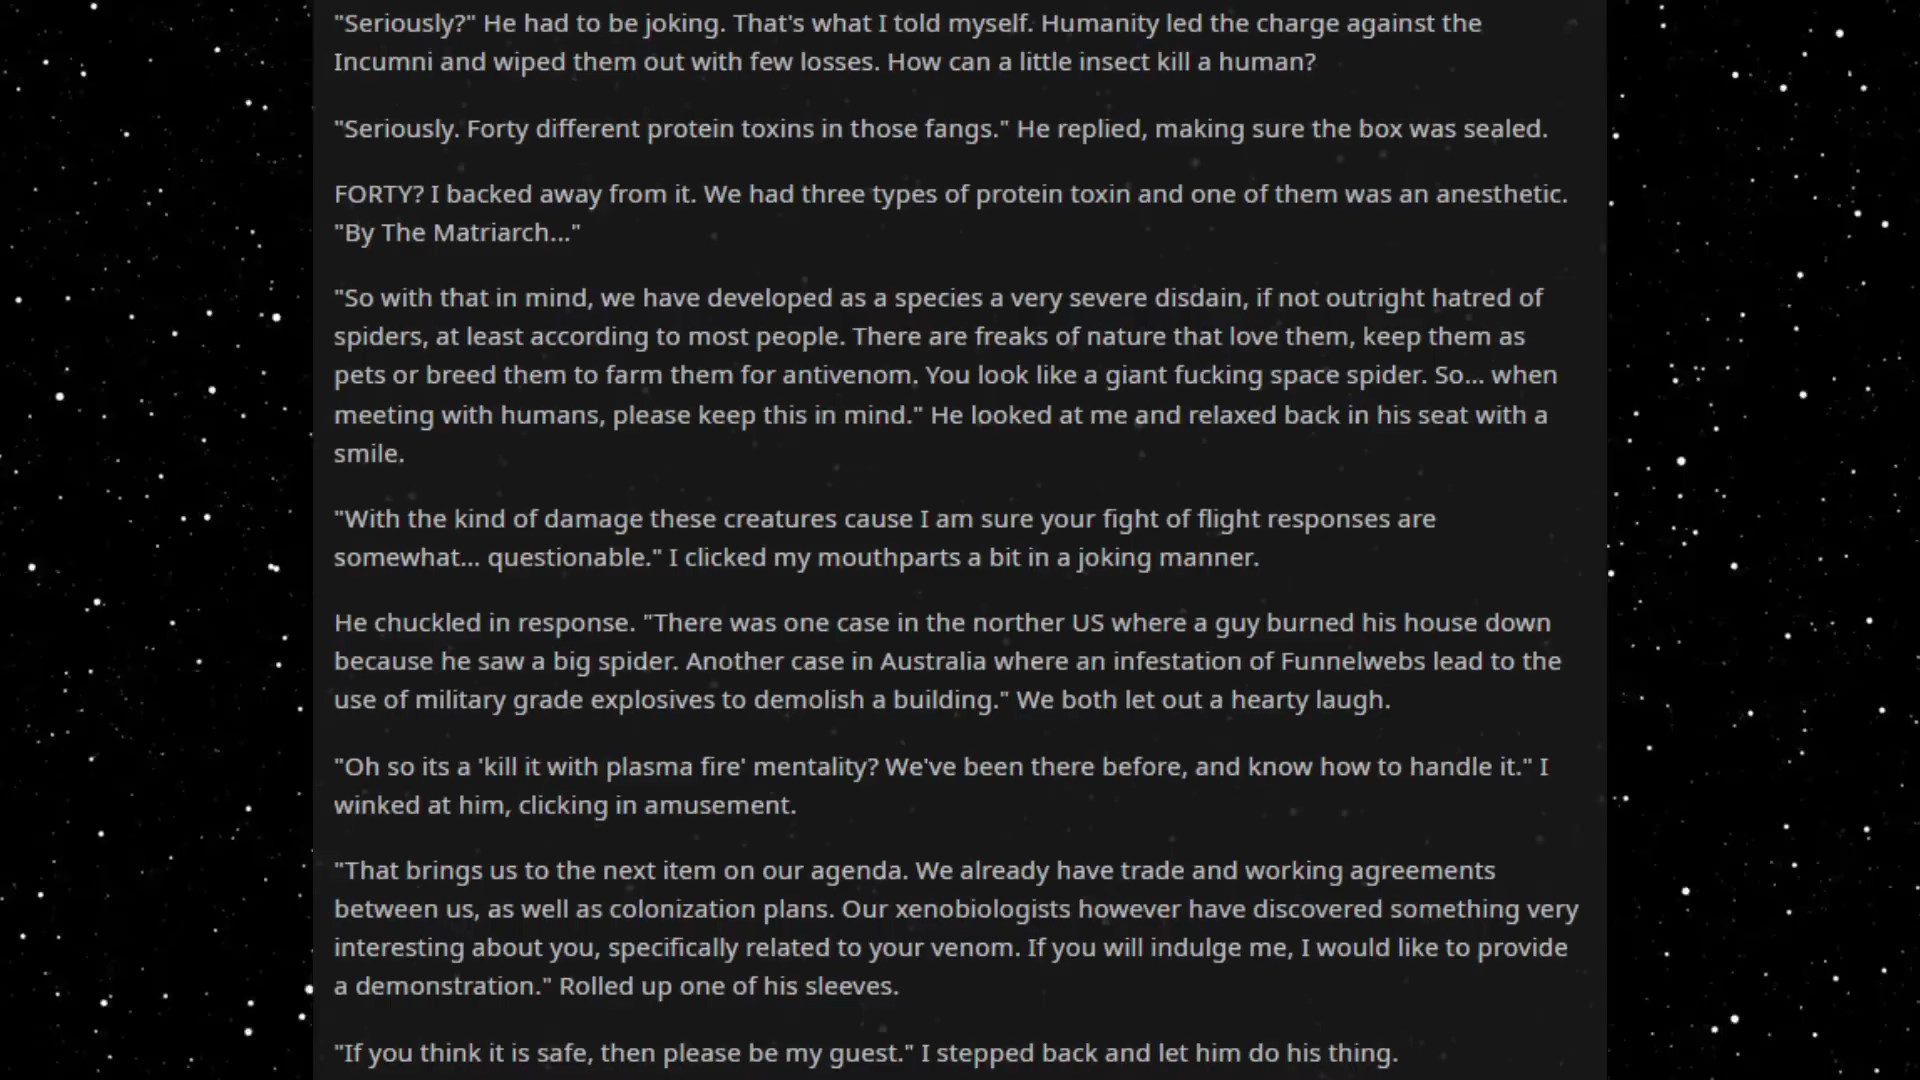 "Seriously?" He had to be joking. That's what I told myself. Humanity led the charge against the
Incumni and wiped them out with few losses. How can a little insect kill a human?
"Seriously. Forty different protein toxins in those fangs." He replied, making sure the box was sealed.
FORTY? I backed away from it. We had three types of protein toxin and one of them was an anesthetic.
"By The Matriarch..."
"So with that in mind, we have developed as a species a very severe disdain, if not outright hatred of
spiders, at least according to most people. There are freaks of nature that love them, keep them as
pets or breed them to farm them for antivenom. You look like a giant fucking space spider. So... when
meeting with humans, please keep this in mind." He looked at me and relaxed back in his seat with a
smile.
"With the kind of damage these creatures cause I am sure your fight of flight responses are
somewhat... questionable." I clicked my mouthparts a bit in a joking manner.
He chuckled in response. "There was one case in the norther US where a guy burned his house down
because he saw a big spider. Another case in Australia where an infestation of Funnelwebs lead to the
use of military grade explosives to demolish a building." We both let out a hearty laugh.
"Oh so its a 'kill it with plasma fire' mentality? We've been there before, and know how to handle it." I
winked at him, clicking in amusement.
"That brings us to the next item on our agenda. We already have trade and working agreements
between us, as well as colonization plans. Our xenobiologists however have discovered something very
interesting about you, specifically related to your venom. If you will indulge me, I would like to provide
a demonstration." Rolled up one of his sleeves.
"If you think it is safe, then please be my guest." I stepped back and let him do his thing.